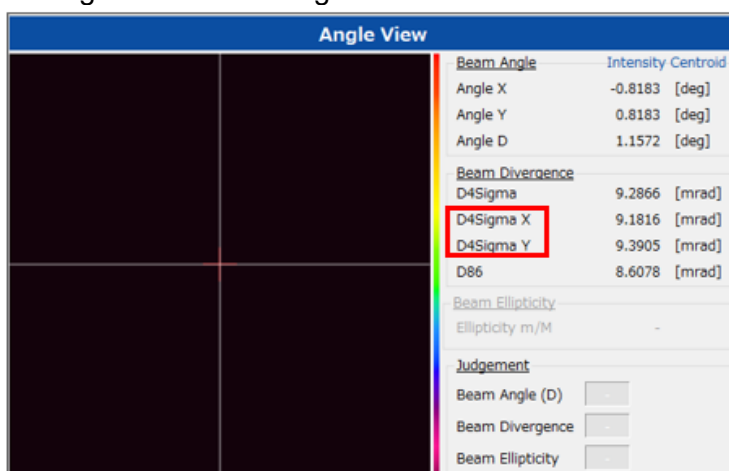 Angle View
Beam Angle Intensity Centroid
Angle X -0.8183 [deg]
Angle Y 0.8183 [deg]
Angle D 1.1572 [deg]
Beam Divergence
D4Sigma 9.2866 [mrad]
D4Sigma X 9.1816 [mrad]
D4Sigma Y 9.3905 [mrad]
D86 8.6078 [mrad]
Beam Ellipticity
Ellipticity m/M -
Judgement
Beam Angle (D) -
Beam Divergence -
Beam Ellipticity -